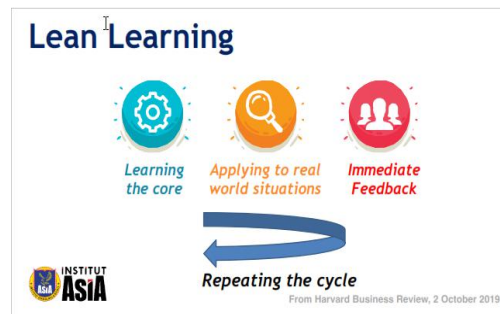 Lean Learning
Learning
the core
Applying to real
world situations
Immediate
Feedback
Repeating the cycle
INSTITUT
ASIA
From Harvard Business Review, 2 October 2019